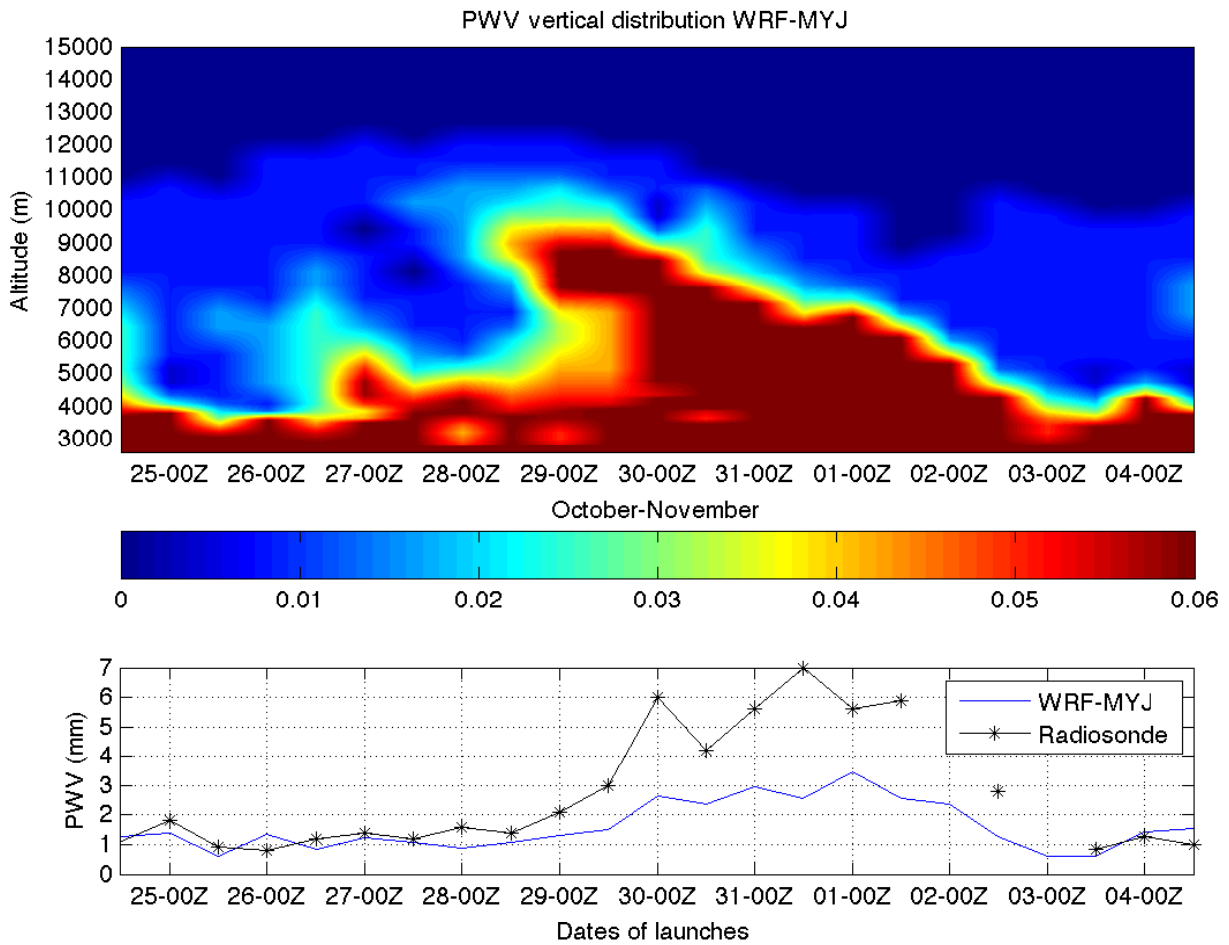 PWV vertical distribution WRF-MYJ
15000
14000
13000
12000
11000
10000
9000
8000
7000
6000
5000
4000
3000
Altitude (m)
25-00Z 26-00Z 27-00Z 28-00Z 29-00Z 30-00Z 31-00Z 01-00Z 02-00Z 03-00Z 04-00Z
October-November
0 0.01 0.02 0.03 0.04 0.05 0.06
7
6
5
4
3
2
1
0
PWV (mm)
WRF-MYJ
Radiosonde
25-00Z 26-00Z 27-00Z 28-00Z 29-00Z 30-00Z 31-00Z 01-00Z 02-00Z 03-00Z 04-00Z
Dates of launches